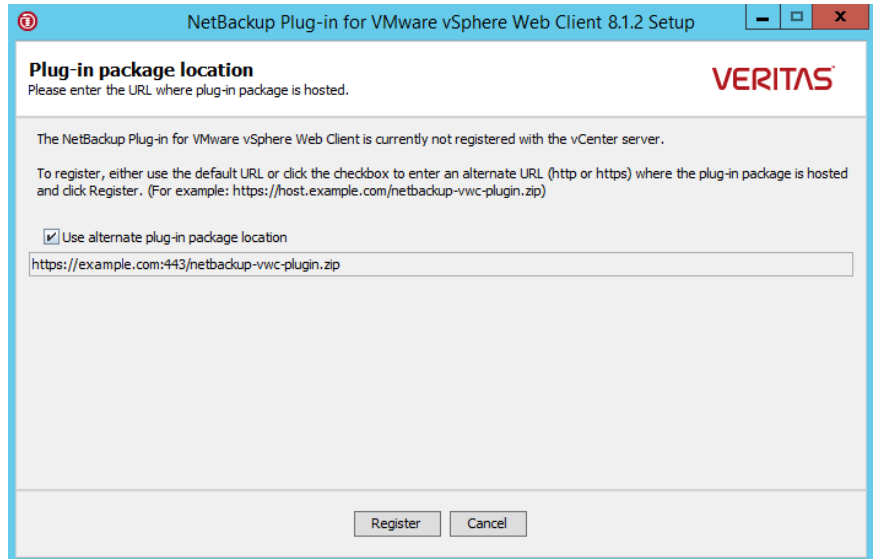 NetBackup Plug-in for VMware vSphere Web Client 8.1.2 Setup
Plug-in package location
Please enter the URL where plug-in package is hosted.
VERITAS
The NetBackup Plug-in for VMware vSphere Web Client is currently not registered with the vCenter server.
To register, either use the default URL or click the checkbox to enter an alternate URL (http or https) where the plug-in package is hosted
and click Register. (For example: https://host.example.com/netbackup-vwc-plugin.zip)
Use alternate plug-in package location
https://example.com:443/netbackup-vwc-plugin.zip
Register Cancel